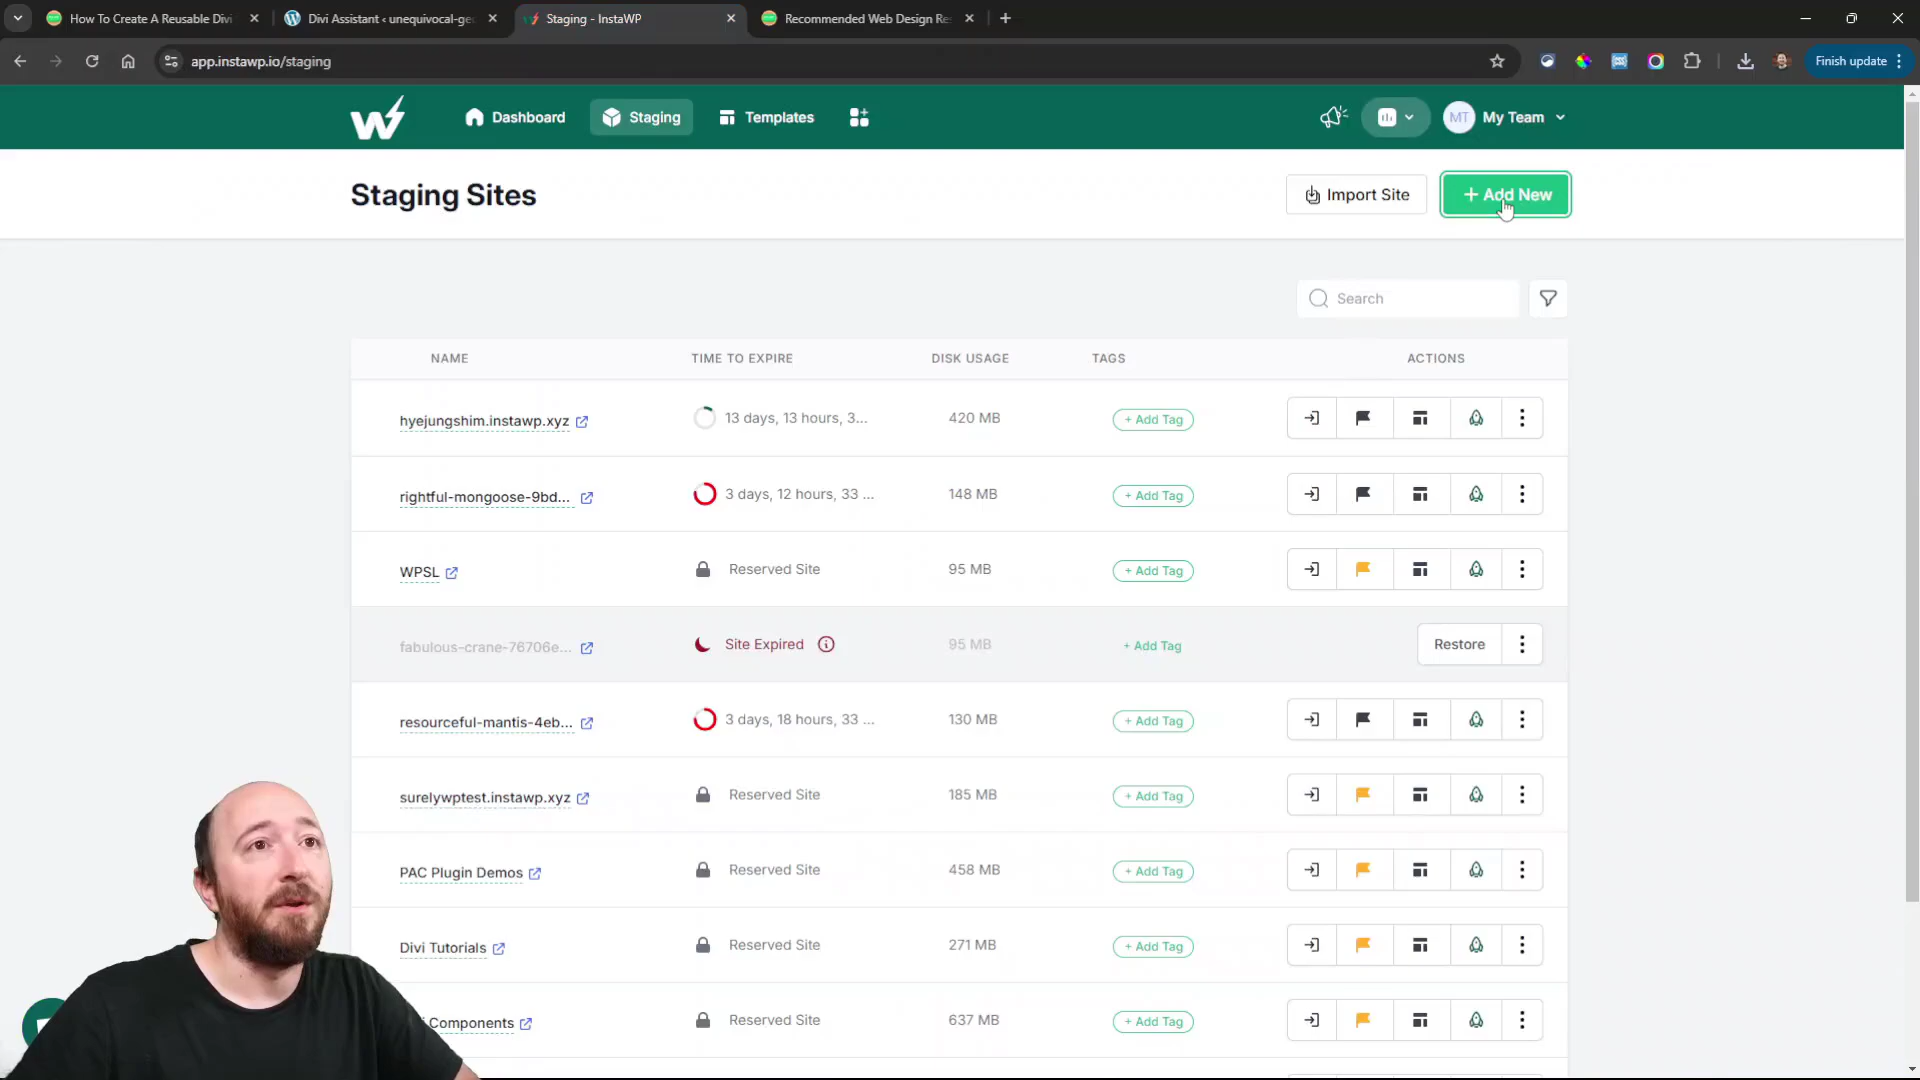 How To Create A Reusable Divi
Divi Assistant ‹ unequivocal-ge
Staging - InstaWP
Recommended Web Design Re
app.instawp.io/staging
Finish update
Dashboard
Staging
Templates
MT
My Team
Staging Sites
Import Site
+ Add New
Search
NAME
TIME TO EXPIRE
DISK USAGE
TAGS
ACTIONS
hyejungshim.instawp.xyz
13 days, 13 hours, 3...
420 MB
+ Add Tag
rightful-mongoose-9bd...
3 days, 12 hours, 33 ...
148 MB
+ Add Tag
WPSL
Reserved Site
95 MB
+ Add Tag
fabulous-crane-76706e...
Site Expired
95 MB
+ Add Tag
Restore
resourceful-mantis-4eb...
3 days, 18 hours, 33 ...
130 MB
+ Add Tag
surelywptest.instawp.xyz
Reserved Site
185 MB
+ Add Tag
PAC Plugin Demos
Reserved Site
458 MB
+ Add Tag
Divi Tutorials
Reserved Site
271 MB
+ Add Tag
Components
Reserved Site
637 MB
+ Add Tag